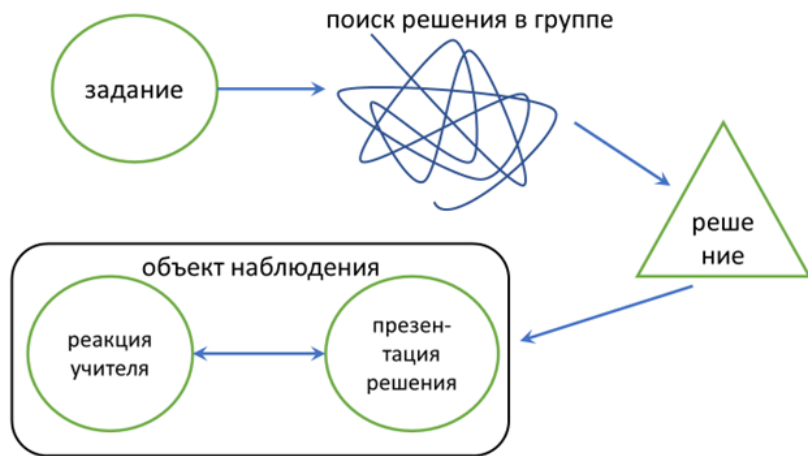 поиск решения в группе
задание
реше
ние
объект наблюдения
реакция
учителя
презен-
тация
решения